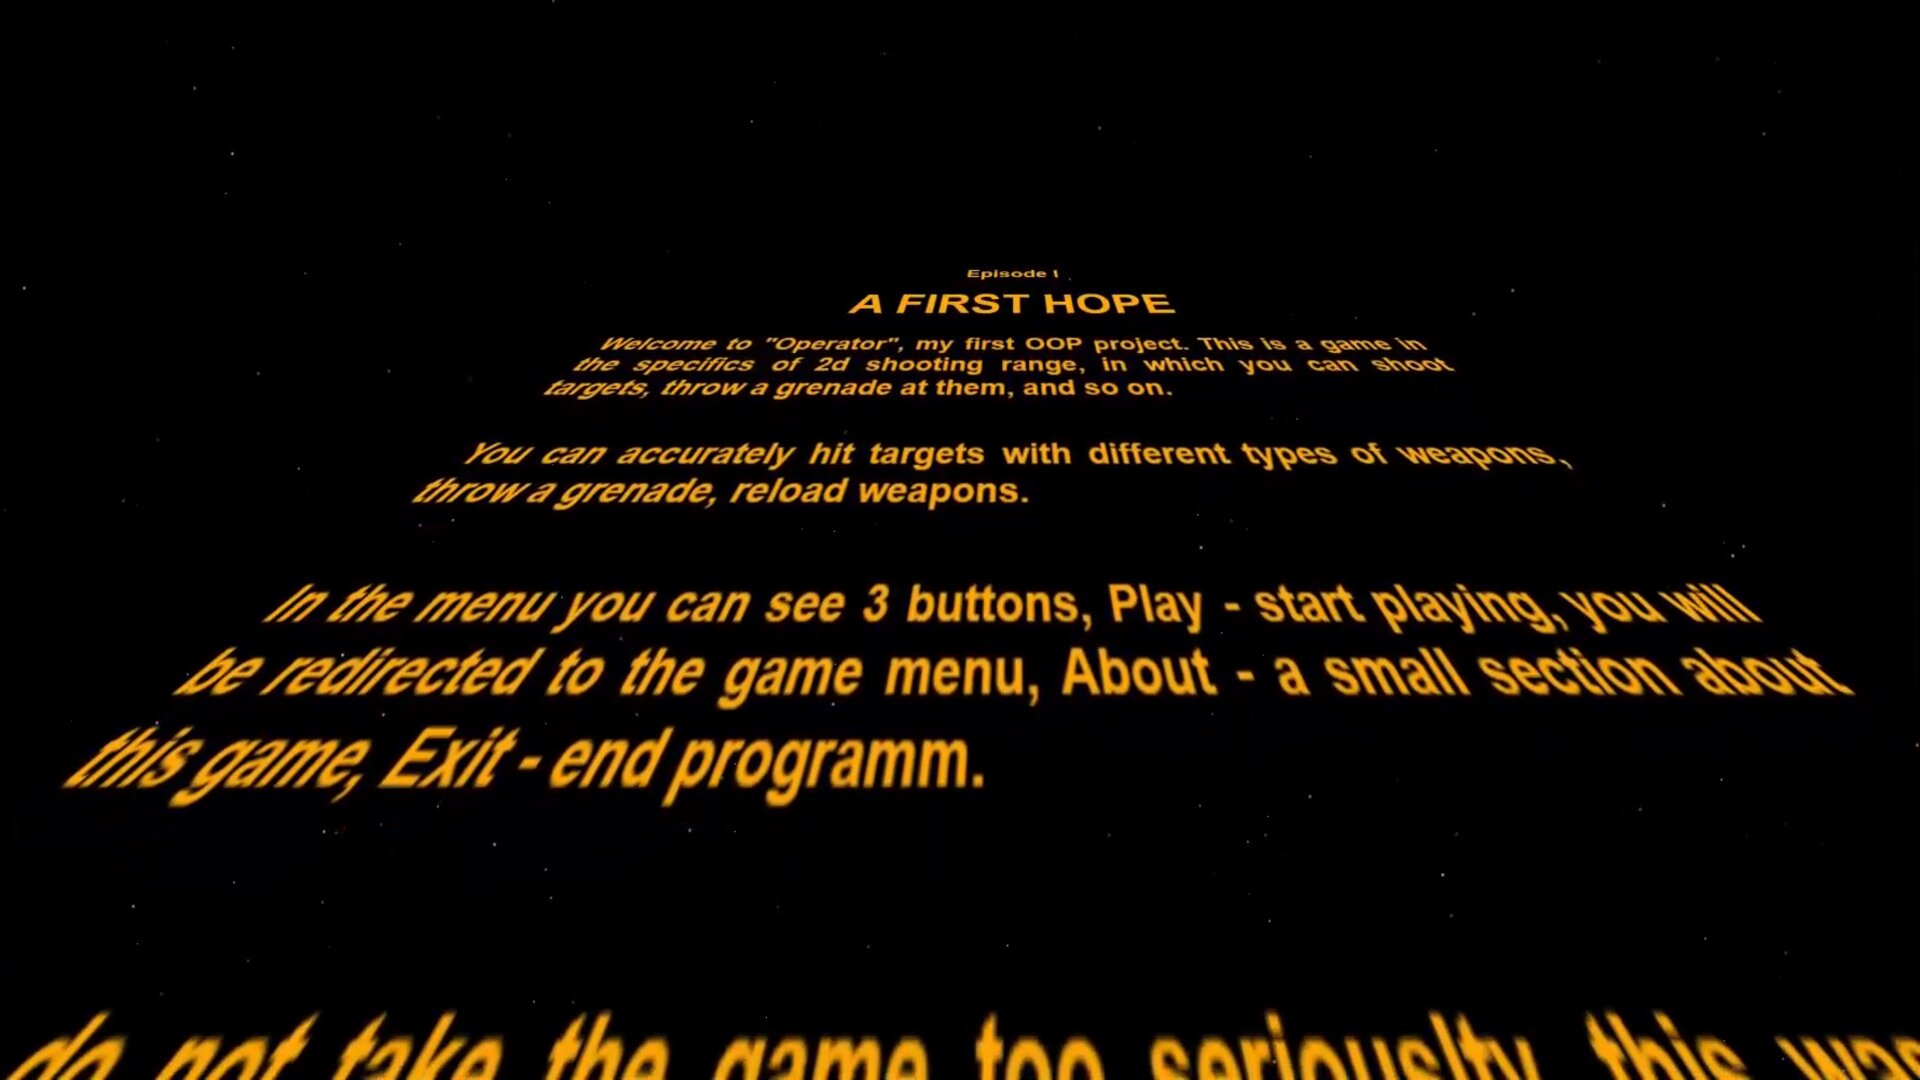 Episode I
A FIRST HOPE
Welcome to "Operator", my first OOP project. This is a game in
the specifics of 2d shooting range, in which you can shoot
targets, throw a grenade at them, and so on.
You can accurately hit targets with different types of weapons,
throw a grenade, reload weapons.
In the menu you can see 3 buttons, Play - start playing, you will
be redirected to the game menu, About - a small section about
this game, Exit - end programm.
do not take the game too seriouslty, this was